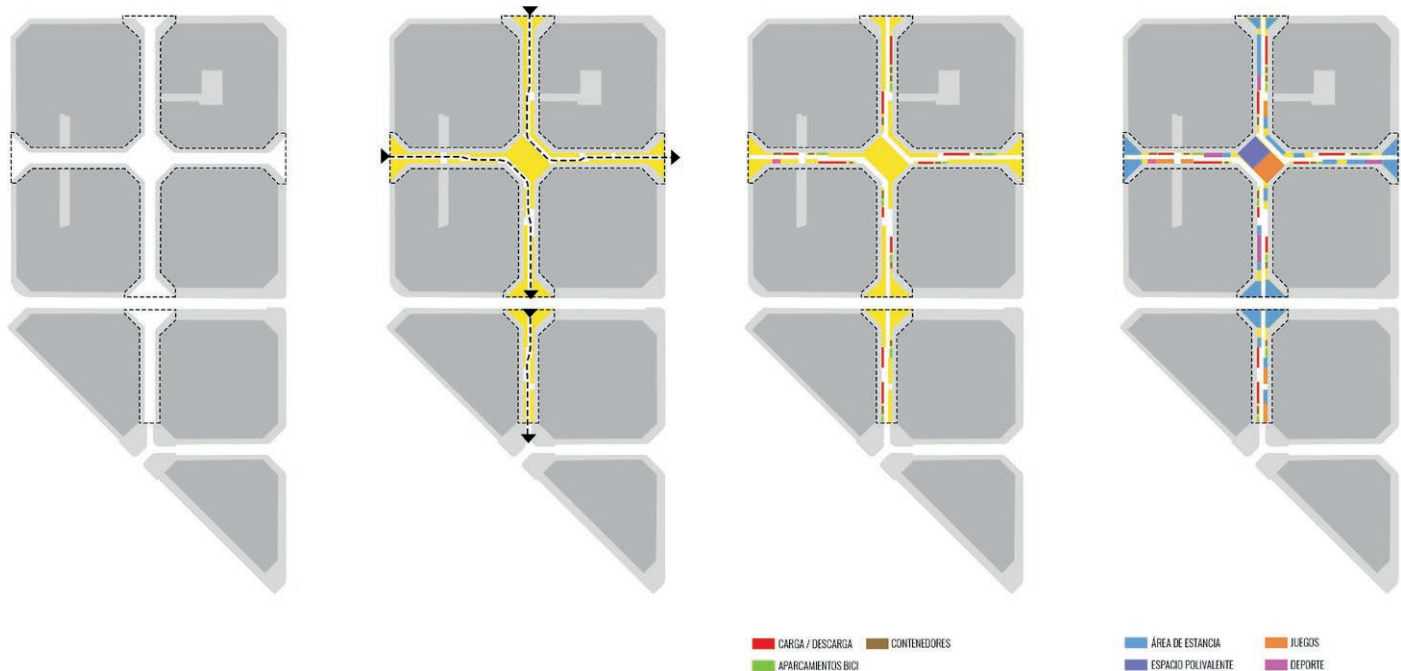 CARGA / DESCARGA
CONTENEDORES
APARCAMIENTOS BICI
ÁREA DE ESTANCIA
JUEGOS
ESPACIO POLIVALENTE
DEPORTE